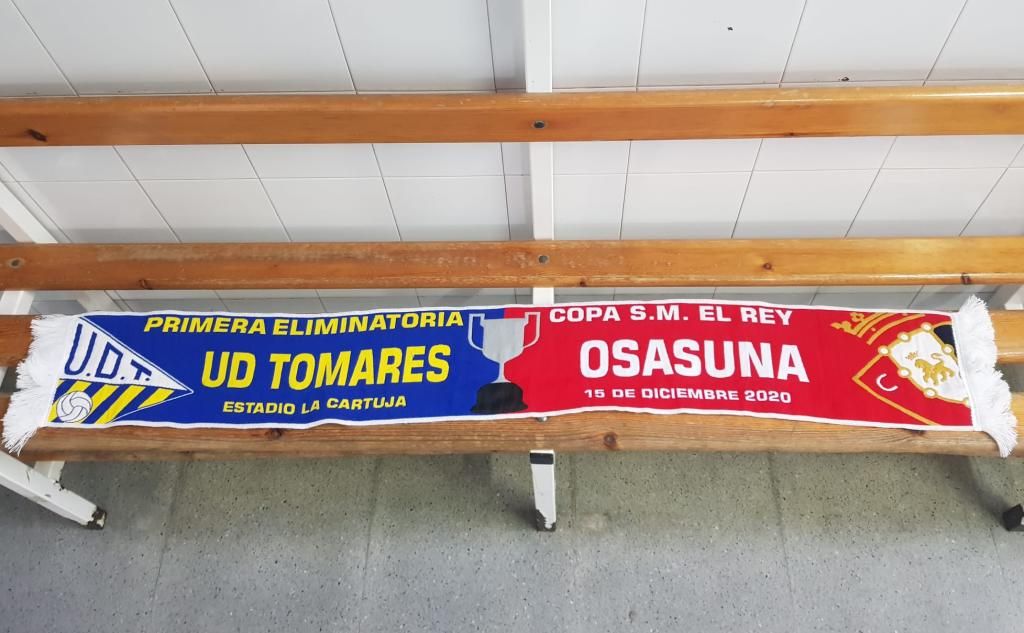 U.D.T.
PRIMERA ELIMINATORIA
UD TOMARES
ESTADIO LA CARTUJA
COPA S.M. EL REY
OSASUNA
15 DE DICIEMBRE 2020
C